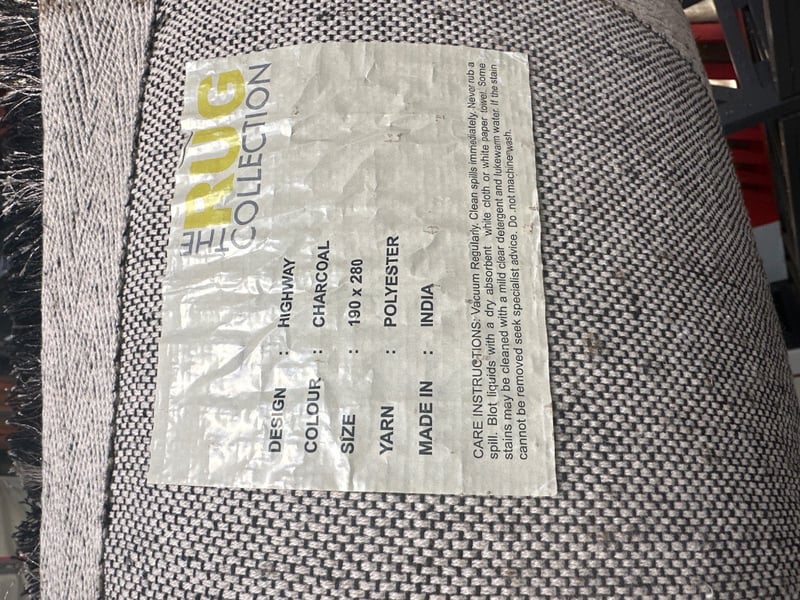 THE RUG
COLLECTION
DESIGN : HIGHWAY
COLOUR : CHARCOAL
SIZE : 190 x 280
YARN : POLYESTER
MADE IN : INDIA
CARE INSTRUCTIONS: Vacuum Regularly. Clean spills immediately. Never rub a
spill. Blot liquids with a dry absorbent white cloth or white paper towel. Some
stains may be cleaned with a mild clear detergent and lukewarm water. If the stain
cannot be removed seek specialist advice. Do not machine wash.